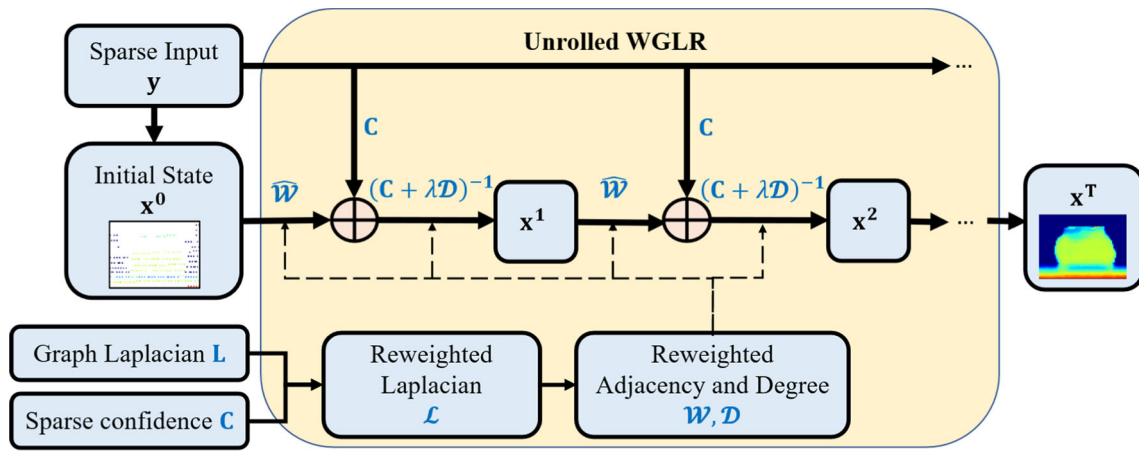 Unrolled WGLR
Sparse Input
y
...
C
C
Initial State
x⁰
𝓦̂
(C + λ𝓓)⁻¹
x¹
𝓦̂
(C + λ𝓓)⁻¹
x²
...
x^T
Graph Laplacian L
Sparse confidence C
Reweighted
Laplacian
𝓛
Reweighted
Adjacency and Degree
𝓦, 𝓓